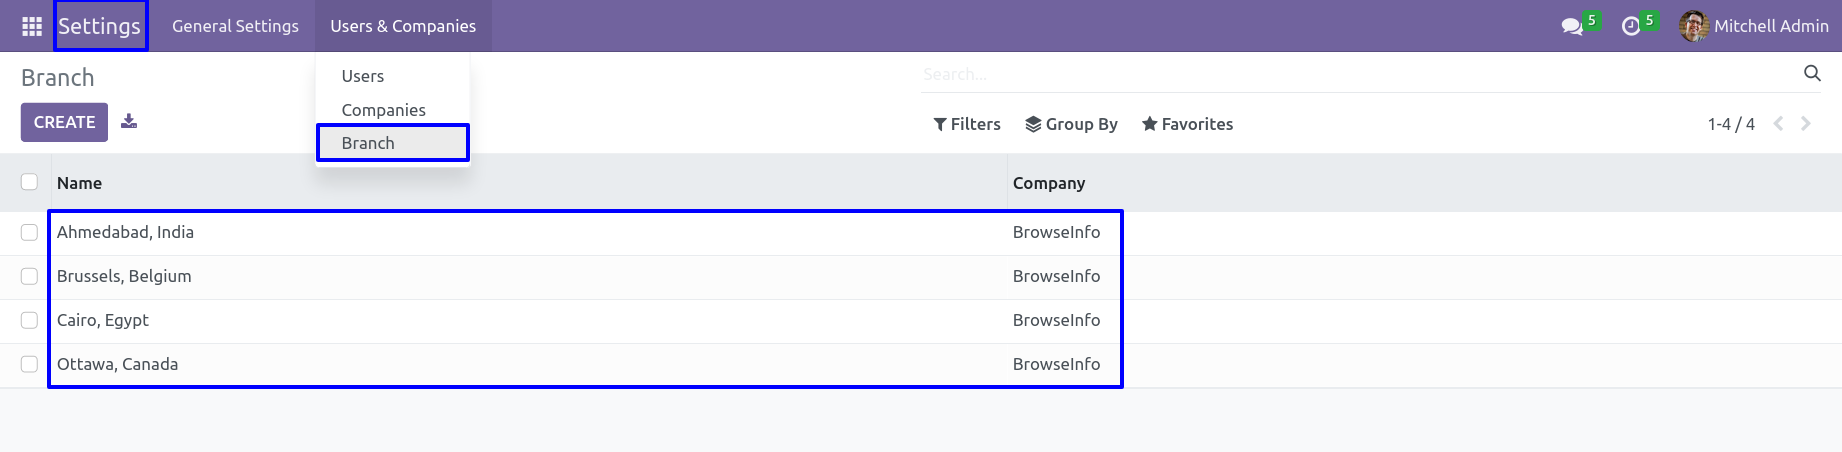 Settings General Settings Users & Companies 5 5 Mitchell Admin
Branch Users Search...
Companies
CREATE Filters Group By Favorites 1-4 / 4
Branch
Name Company
Ahmedabad, India BrowseInfo
Brussels, Belgium BrowseInfo
Cairo, Egypt BrowseInfo
Ottawa, Canada BrowseInfo